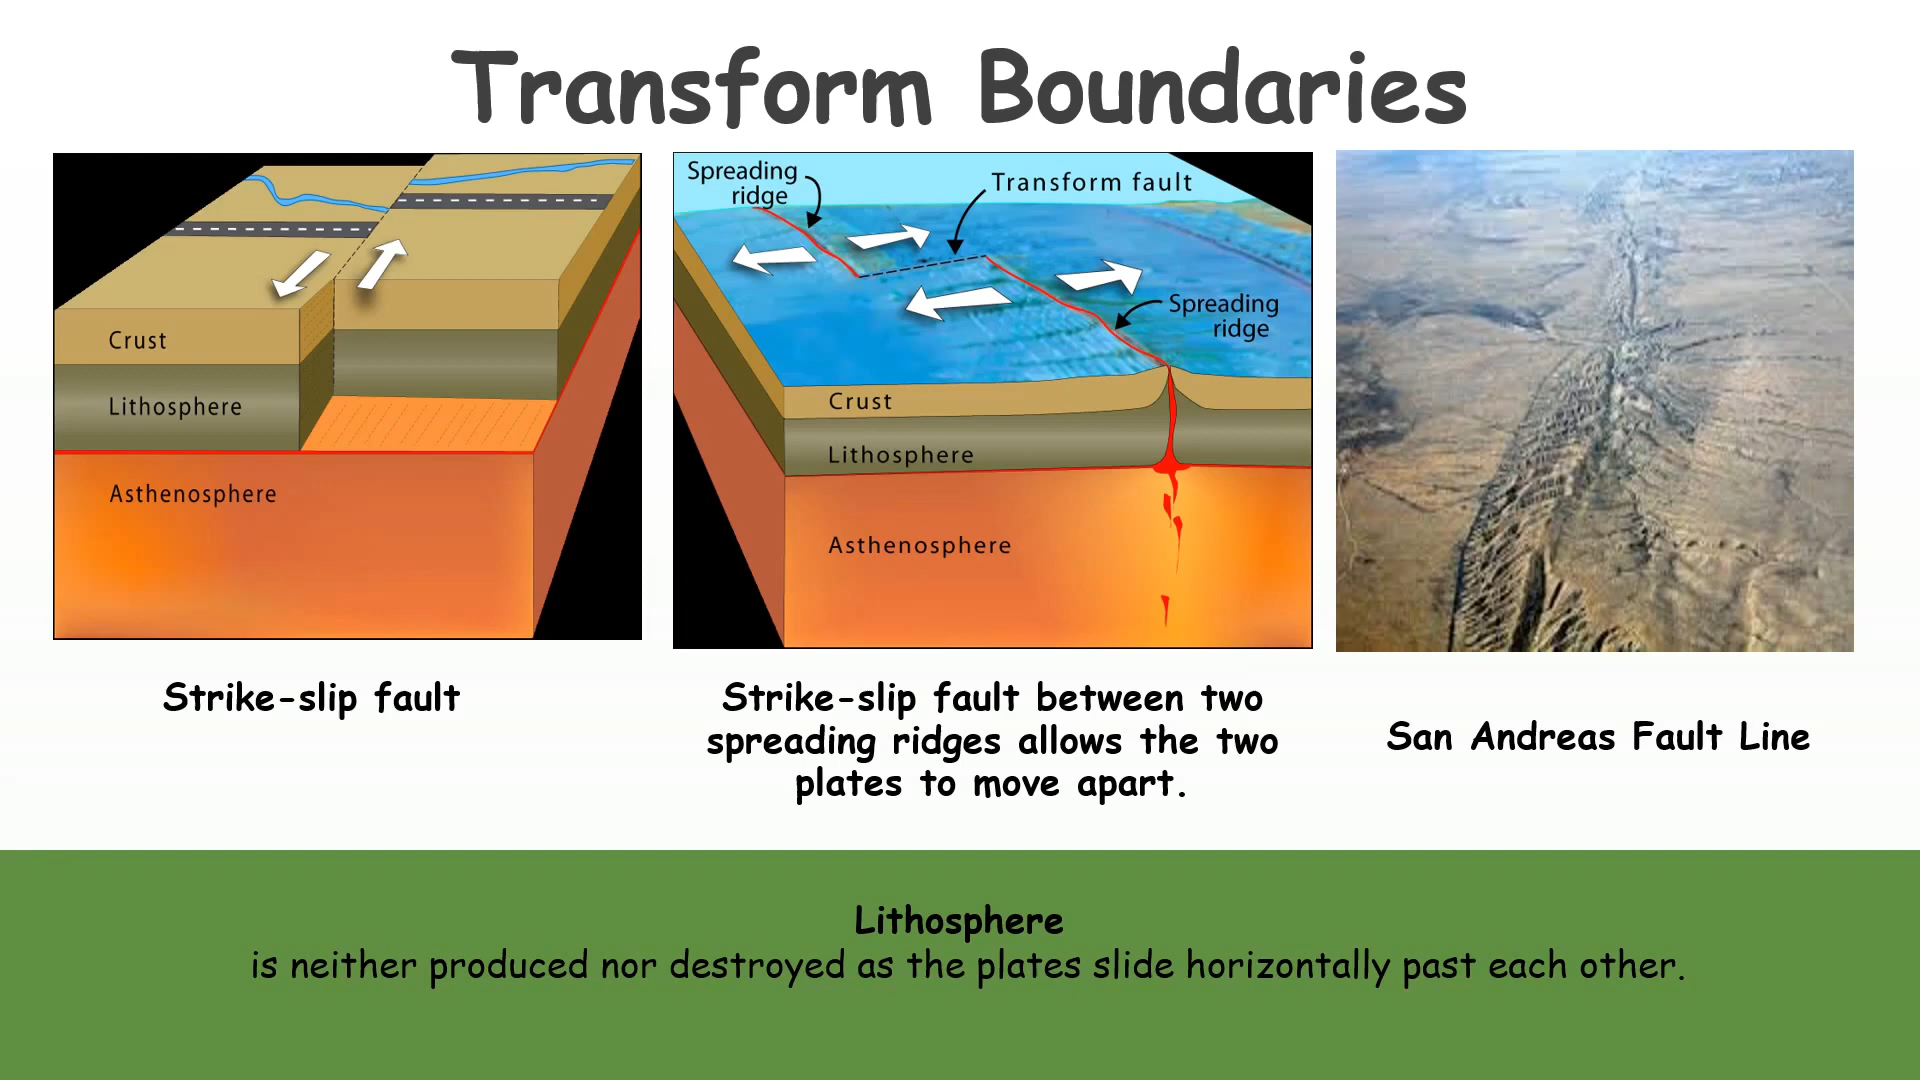 Transform Boundaries
Crust
Lithosphere
Asthenosphere
Spreading
ridge
Transform fault
Spreading
ridge
Crust
Lithosphere
Asthenosphere
Strike-slip fault
Strike-slip fault between two
spreading ridges allows the two
plates to move apart.
San Andreas Fault Line
Lithosphere
is neither produced nor destroyed as the plates slide horizontally past each other.